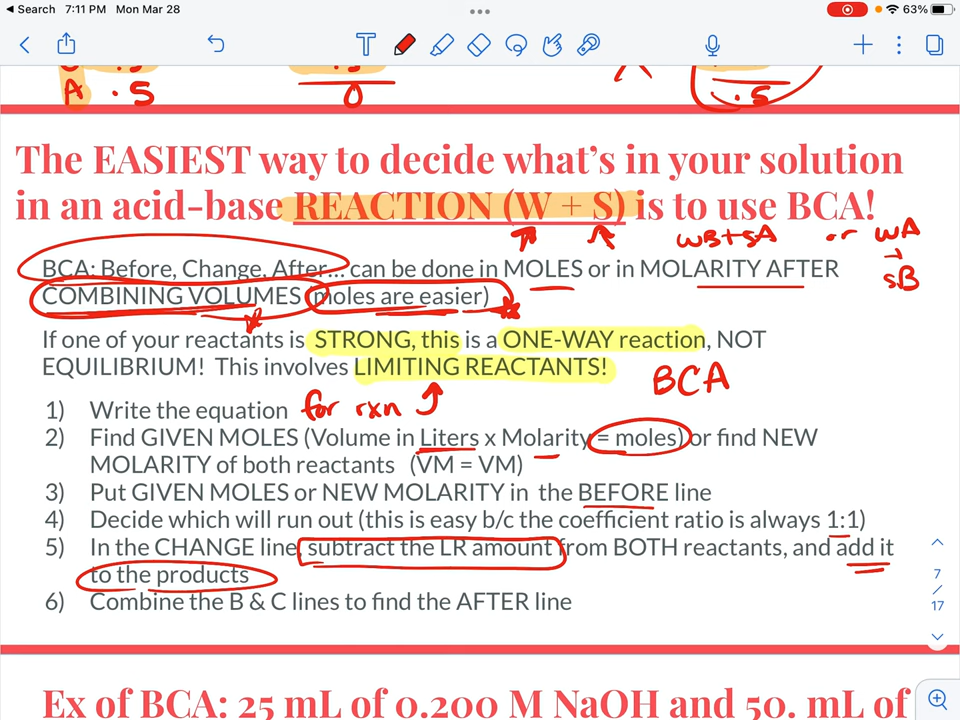 Search 7:11 PM Mon Mar 28 63%
A .5 0 .5
The EASIEST way to decide what's in your solution
in an acid-base REACTION (W + S) is to use BCA!
WB+SA or WA
BCA: Before, Change, After... can be done in MOLES or in MOLARITY AFTER
SB
COMBINING VOLUMES (moles are easier)
If one of your reactants is STRONG, this is a ONE-WAY reaction, NOT
EQUILIBRIUM! This involves LIMITING REACTANTS!
BCA
1) Write the equation for rxn
2) Find GIVEN MOLES (Volume in Liters x Molarity = moles) or find NEW
MOLARITY of both reactants (VM = VM)
3) Put GIVEN MOLES or NEW MOLARITY in the BEFORE line
4) Decide which will run out (this is easy b/c the coefficient ratio is always 1:1)
5) In the CHANGE line, subtract the LR amount from BOTH reactants, and add it
to the products
6) Combine the B & C lines to find the AFTER line
7
/
17
Ex of BCA: 25 mL of 0.200 M NaOH and 50. mL of